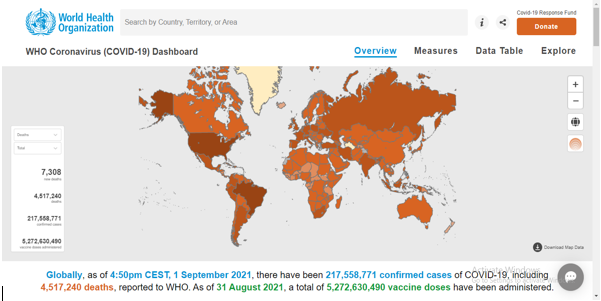 World Health
Organization
Search by Country, Territory, or Area
i
Covid-19 Response Fund
Donate
WHO Coronavirus (COVID-19) Dashboard
Overview
Measures
Data Table
Explore
+
−
Deaths
Total
7,308
new deaths
4,517,240
deaths
217,558,771
confirmed cases
5,272,630,490
vaccine doses administered
Download Map Data
Globally, as of 4:50pm CEST, 1 September 2021, there have been 217,558,771 confirmed cases of COVID-19, including
4,517,240 deaths, reported to WHO. As of 31 August 2021, a total of 5,272,630,490 vaccine doses have been administered.
Activate Windows